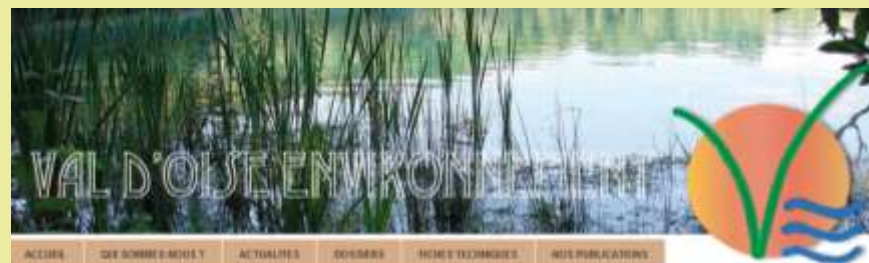 VAL D'OISE ENVIRONNEMENT
ACCUEIL QUI SOMMES-NOUS ? ACTUALITES DOSSIERS FICHES TECHNIQUES NOS PUBLICATIONS